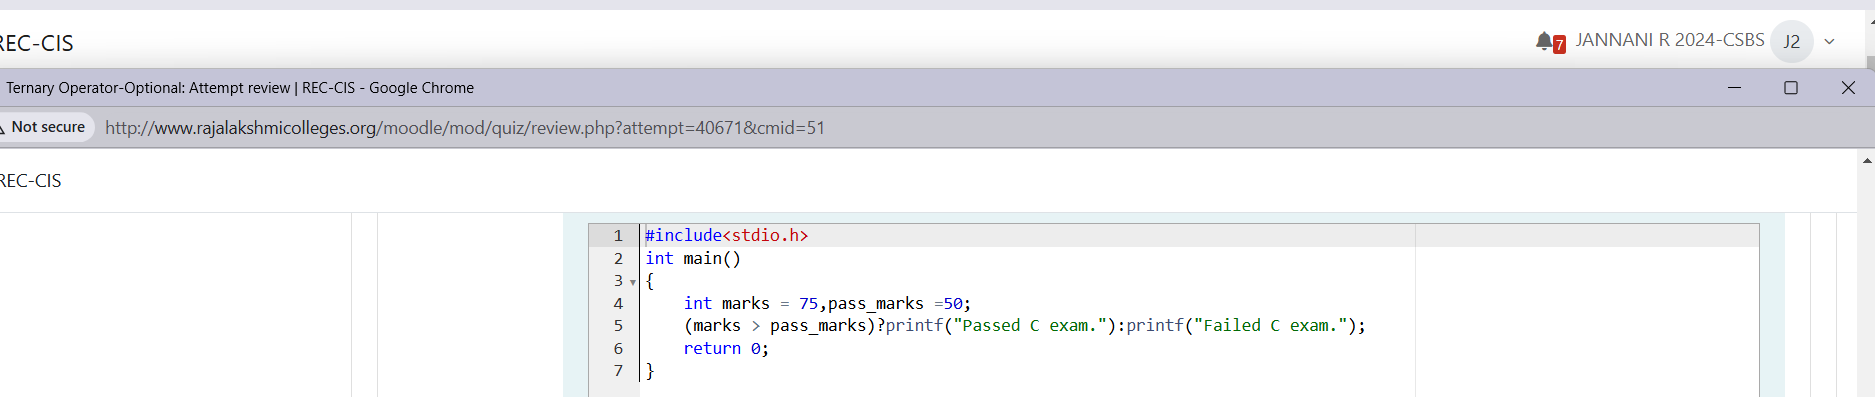 REC-CIS
7 JANNANI R 2024-CSBS J2
Ternary Operator-Optional: Attempt review | REC-CIS - Google Chrome
Not secure http://www.rajalakshmicolleges.org/moodle/mod/quiz/review.php?attempt=40671&cmid=51
REC-CIS
1 #include<stdio.h>
2 int main()
3 {
4 int marks = 75,pass_marks =50;
5 (marks > pass_marks)?printf("Passed C exam."):printf("Failed C exam.");
6 return 0;
7 }